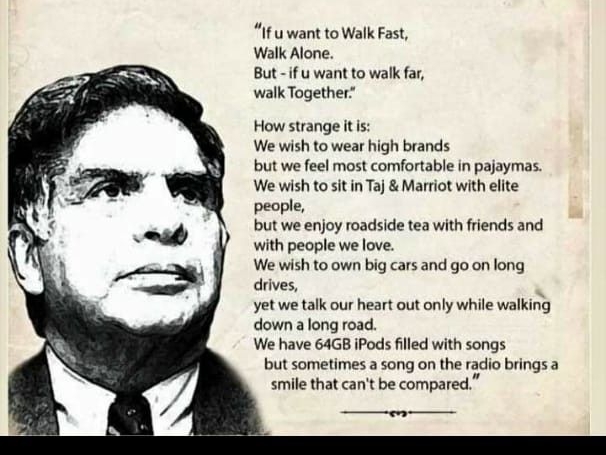 “If u want to Walk Fast,
Walk Alone.
But - if u want to walk far,
walk Together.”
How strange it is:
We wish to wear high brands
but we feel most comfortable in pajaymas.
We wish to sit in Taj & Marriot with elite
people,
but we enjoy roadside tea with friends and
with people we love.
We wish to own big cars and go on long
drives,
yet we talk our heart out only while walking
down a long road.
We have 64GB iPods filled with songs
but sometimes a song on the radio brings a
smile that can't be compared.”